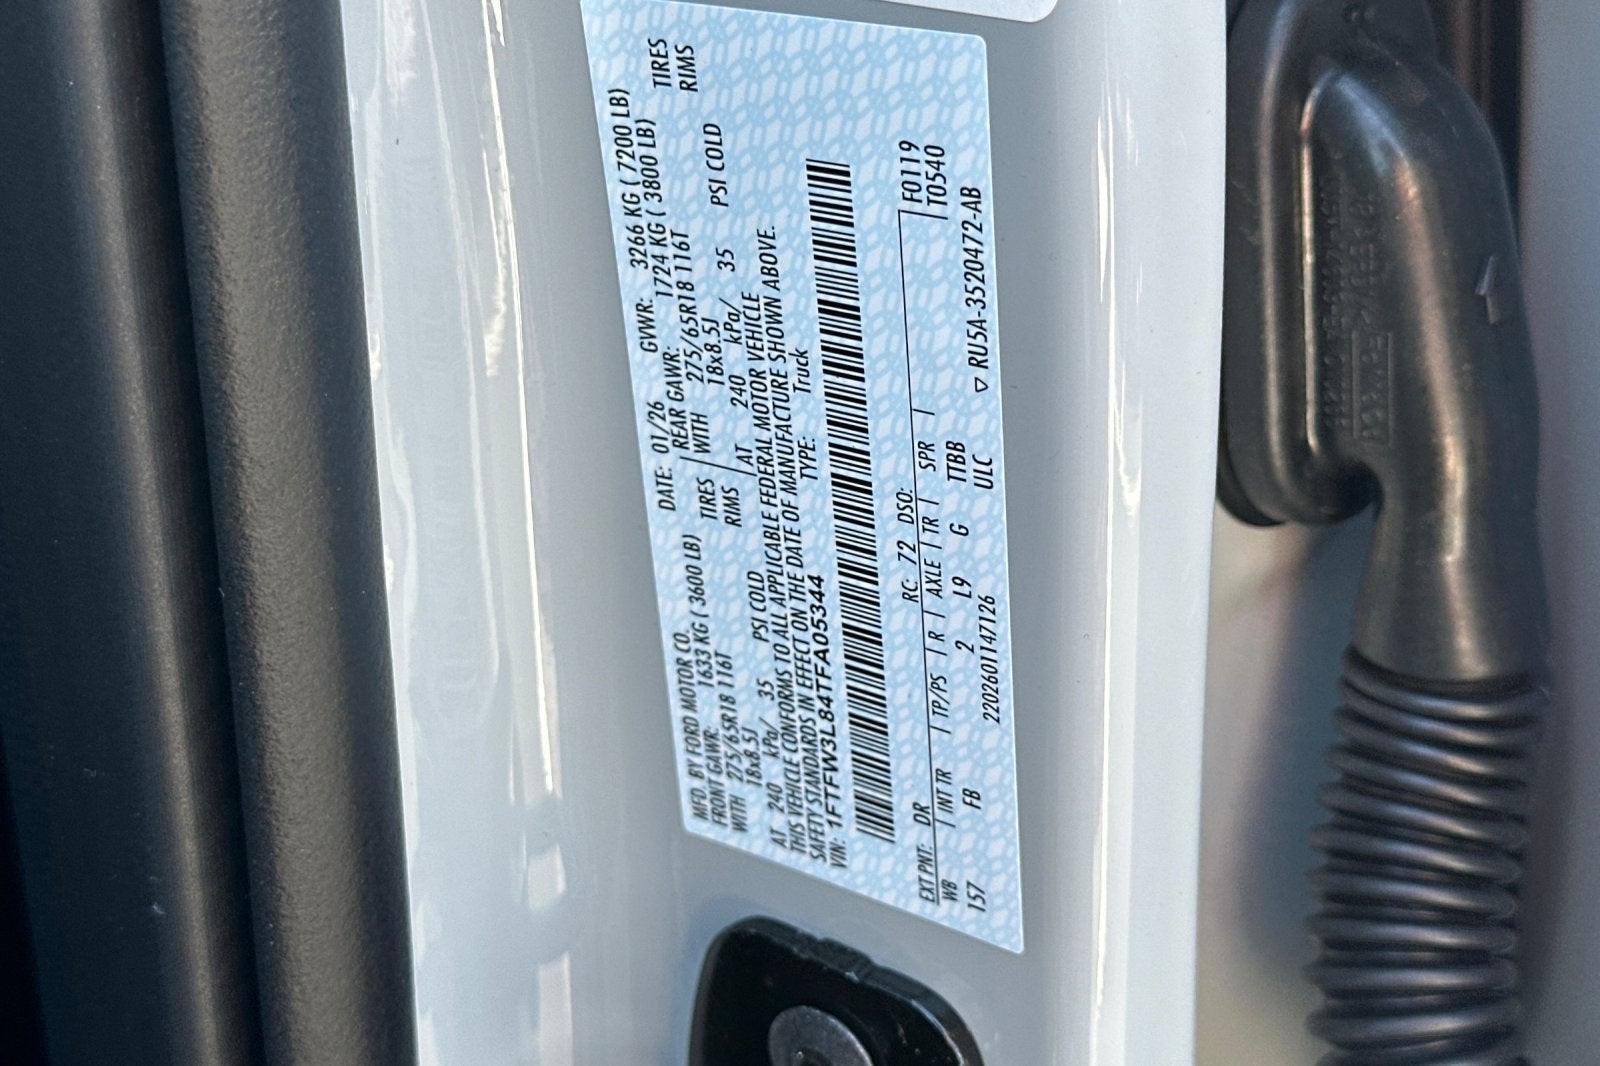 MFD. BY FORD MOTOR CO.
DATE: 01/26 GVWR: 3266 KG ( 7200 LB)
FRONT GAWR: 1633 KG ( 3600 LB) REAR GAWR: 1724 KG ( 3800 LB)
WITH 275/65R18 116T TIRES WITH 275/65R18 116T TIRES
18x8.5J RIMS 18x8.5J RIMS
AT 240 kPa/ 35 PSI COLD AT 240 kPa/ 35 PSI COLD
THIS VEHICLE CONFORMS TO ALL APPLICABLE FEDERAL MOTOR VEHICLE
SAFETY STANDARDS IN EFFECT ON THE DATE OF MANUFACTURE SHOWN ABOVE.
VIN: 1FTFW3L84TFA05344 TYPE: Truck
F0119
T0540
EXT PNT: DR RC: 72 DSO:
WB | INT TR | TP/PS | R | AXLE | TR | SPR |
157 FB 2 L9 G TTBB
220260114712​6 ULC ▽ RU5A-3520472-AB